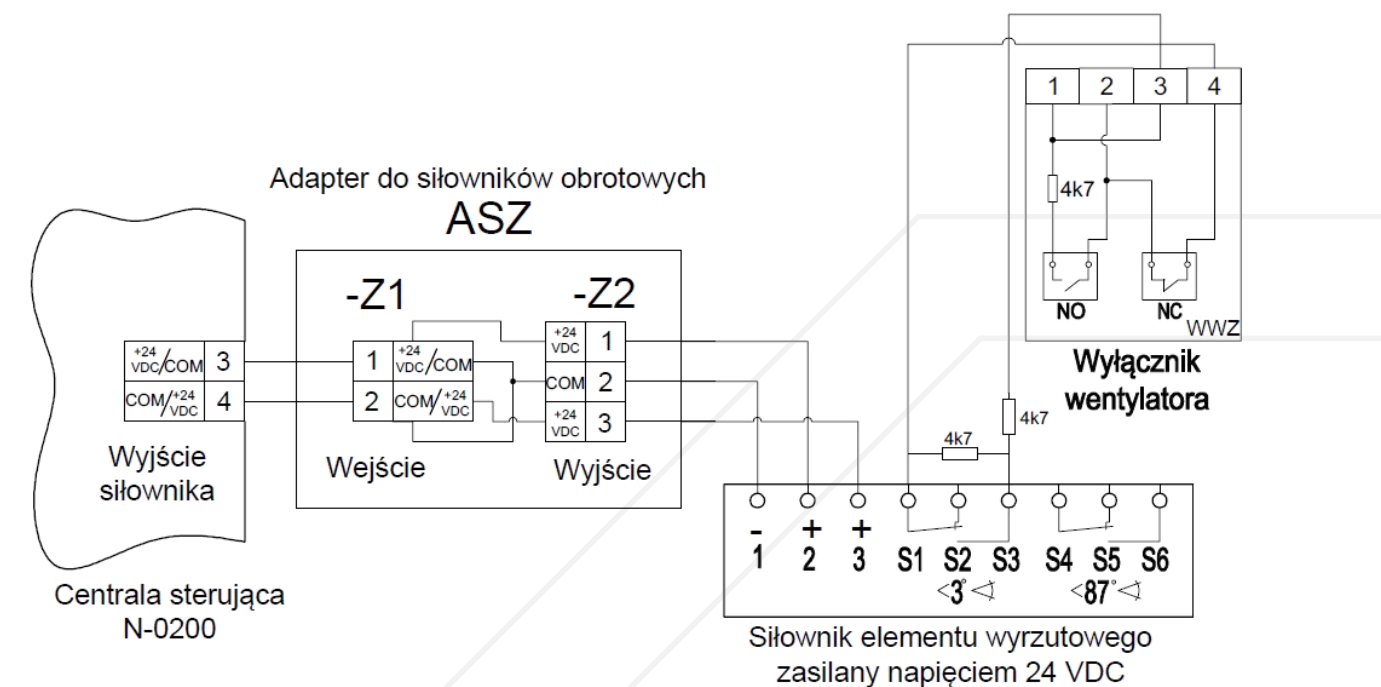 1 2 3 4
4k7
NO NC
WWZ
Wyłącznik
wentylatora
Adapter do siłowników obrotowych
ASZ
-Z1 -Z2
+24 VDC/COM 3
COM/+24 VDC 4
Wyjście
siłownika
Centrala sterująca
N-0200
1 +24 VDC/COM
2 COM/+24 VDC
Wejście
+24 VDC 1
COM 2
+24 VDC 3
Wyjście
4k7
4k7
- + +
1 2 3 S1 S2 S3 S4 S5 S6
<3° <87°
Siłownik elementu wyrzutowego
zasilany napięciem 24 VDC